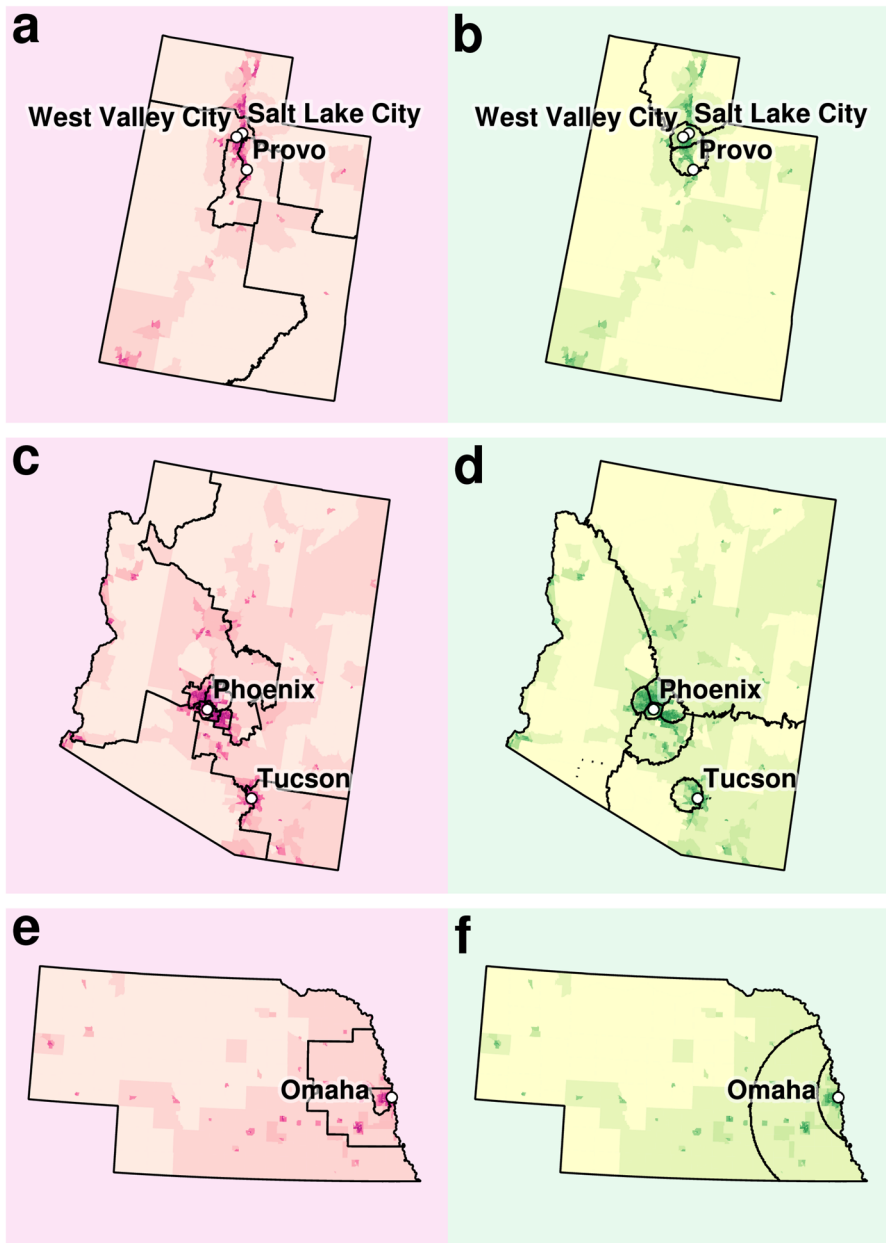 a
b
West Valley City
Salt Lake City
Provo
West Valley City
Salt Lake City
Provo
c
d
Phoenix
Tucson
Phoenix
Tucson
e
f
Omaha
Omaha